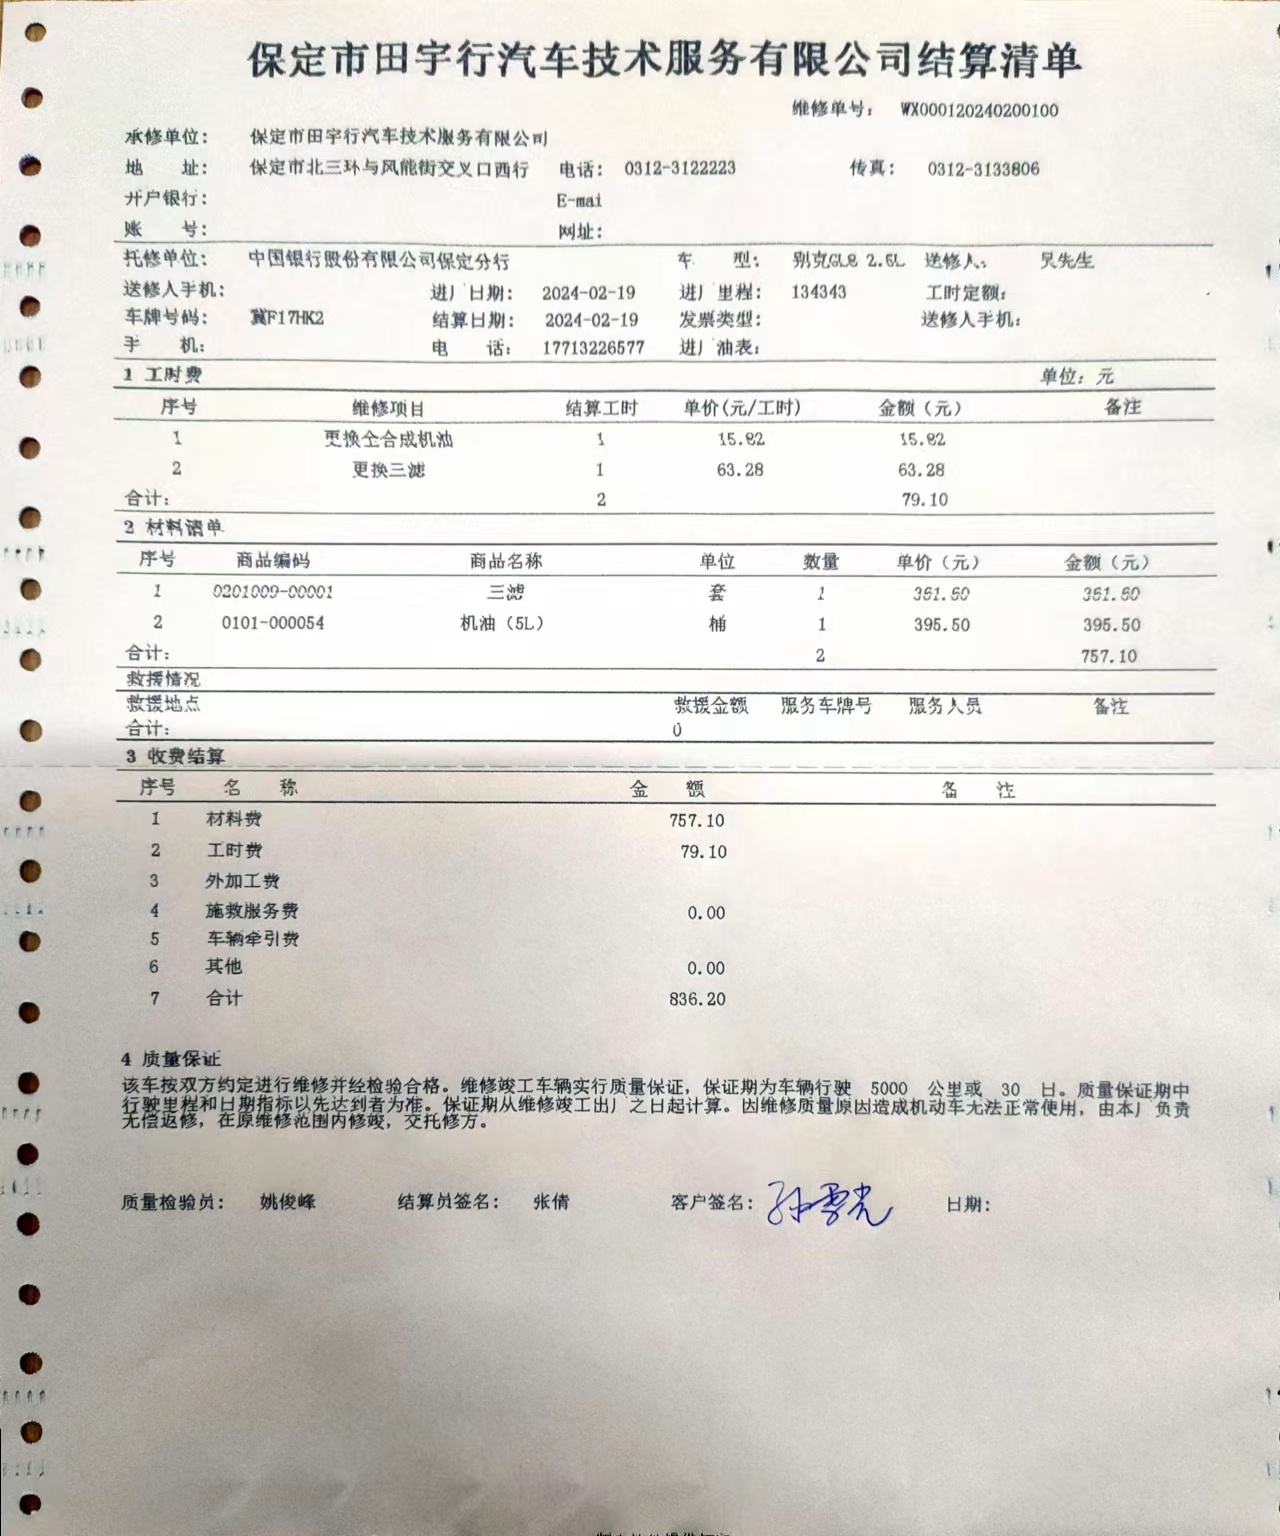 保定市田宇行汽车技术服务有限公司结算清单
维修单号： WX000120240200100
承修单位： 保定市田宇行汽车技术服务有限公司
地 址： 保定市北三环与风能街交叉口西行 电话： 0312-3122223 传真： 0312-3133806
开户银行： E-mai
账 号： 网址：
托修单位： 中国银行股份有限公司保定分行 车 型： 别克GL8 2.5L 送修人： 吴先生
送修人手机： 进厂日期： 2024-02-19 进厂里程： 134343 工时定额：
车牌号码： 冀F17HK2 结算日期： 2024-02-19 发票类型： 送修人手机：
手 机： 电 话： 17713226577 进厂油表：
1 工时费 单位：元
序号 维修项目 结算工时 单价(元/工时) 金额（元） 备注
1 更换全合成机油 1 15.82 15.82
2 更换三滤 1 63.28 63.28
合计： 2 79.10
2 材料清单
序号 商品编码 商品名称 单位 数量 单价（元） 金额（元）
1 0201009-00001 三滤 套 1 361.60 361.60
2 0101-000054 机油（5L） 桶 1 395.50 395.50
合计： 2 757.10
救援情况
救援地点 救援金额 服务车牌号 服务人员 备注
合计： 0
3 收费结算
序号 名 称 金 额 备 注
1 材料费 757.10
2 工时费 79.10
3 外加工费
4 施救服务费 0.00
5 车辆牵引费
6 其他 0.00
7 合计 836.20
4 质量保证
该车按双方约定进行维修并经检验合格。维修竣工车辆实行质量保证，保证期为车辆行驶 5000 公里或 30 日。质量保证期中
行驶里程和日期指标以先达到者为准。保证期从维修竣工出厂之日起计算。因维修质量原因造成机动车无法正常使用，由本厂负责
无偿返修，在原维修范围内修竣，交托修方。
质量检验员： 姚俊峰 结算员签名： 张倩 客户签名： 日期：